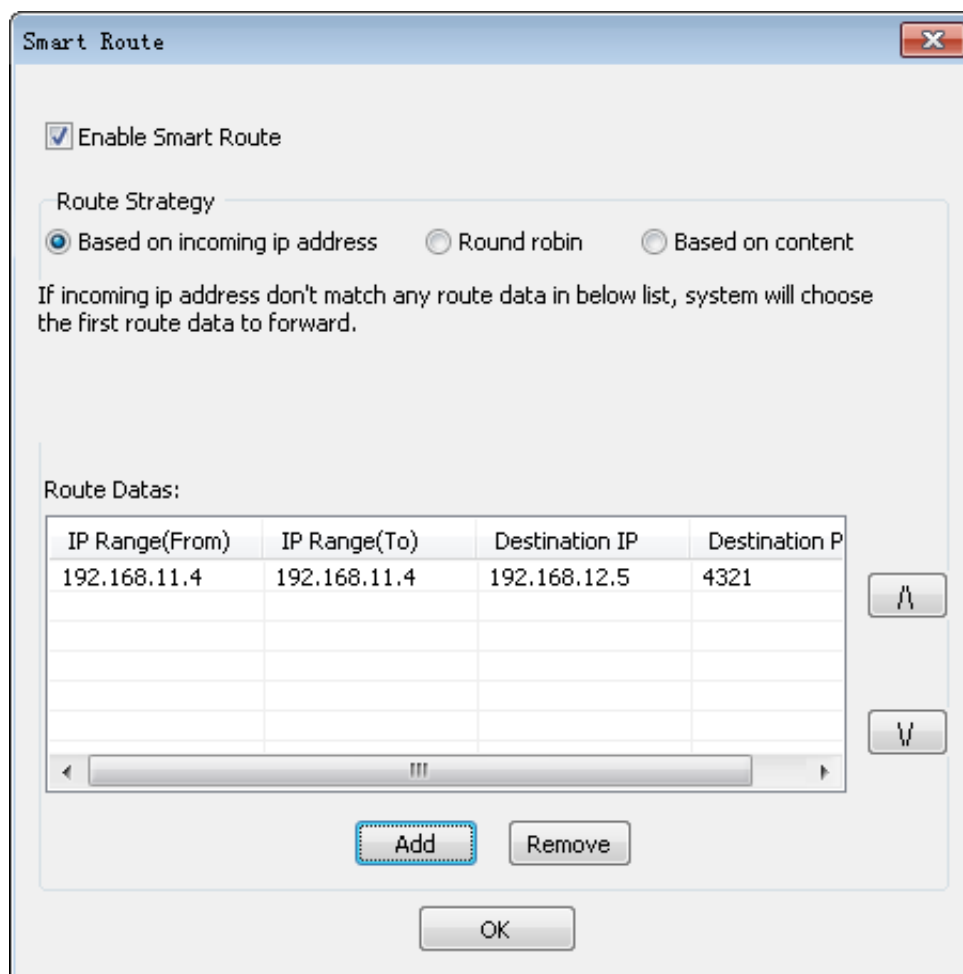 Smart Route
Enable Smart Route
Route Strategy
Based on incoming ip address Round robin Based on content
If incoming ip address don't match any route data in below list, system will choose
the first route data to forward.
Route Datas:
IP Range(From) IP Range(To) Destination IP Destination P
192.168.11.4 192.168.11.4 192.168.12.5 4321
/\
\/
Add Remove
OK